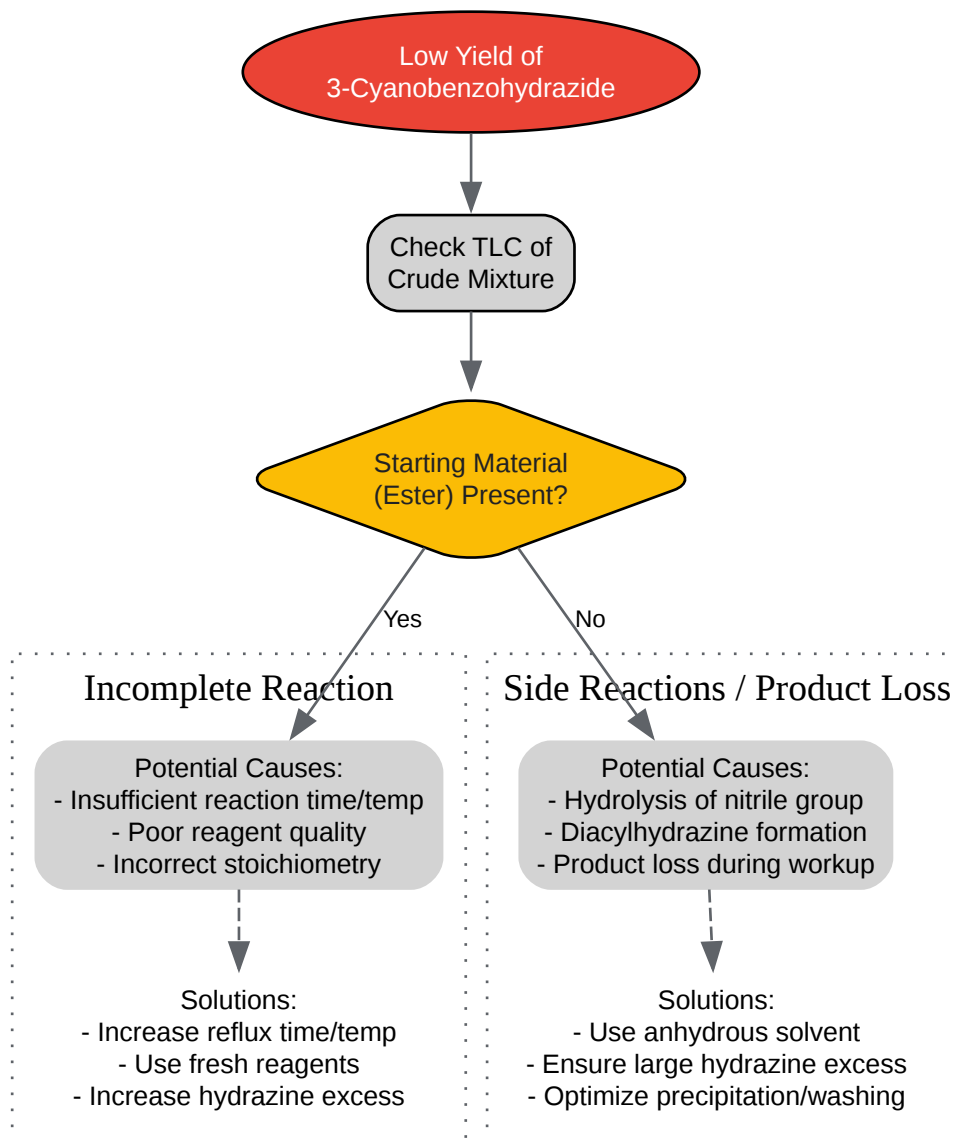 Low Yield of
3-Cyanobenzohydrazide
Check TLC of
Crude Mixture
Starting Material
(Ester) Present?
Yes
No
Incomplete Reaction
Potential Causes:
- Insufficient reaction time/temp
- Poor reagent quality
- Incorrect stoichiometry
Solutions:
- Increase reflux time/temp
- Use fresh reagents
- Increase hydrazine excess
Side Reactions / Product Loss
Potential Causes:
- Hydrolysis of nitrile group
- Diacylhydrazine formation
- Product loss during workup
Solutions:
- Use anhydrous solvent
- Ensure large hydrazine excess
- Optimize precipitation/washing